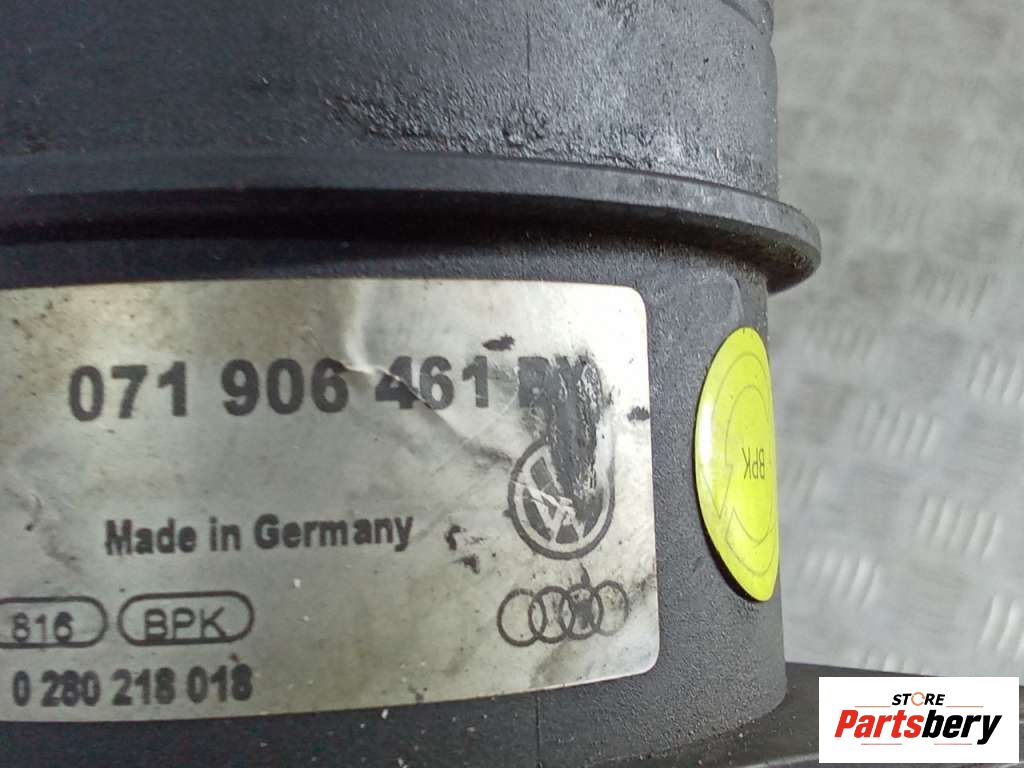 071 906 461
Made in Germany
816 BPK
0 280 218 018
BPK
STORE
Partsbery